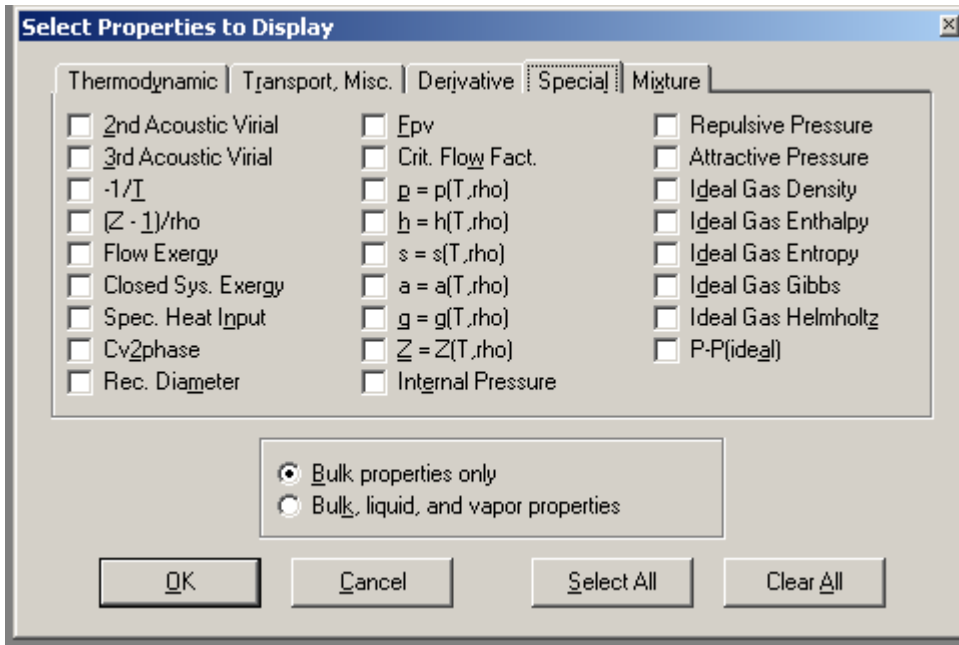 Select Properties to Display
Thermodynamic Transport, Misc. Derivative Special Mixture
2nd Acoustic Virial
3rd Acoustic Virial
-1/T
(Z - 1)/rho
Flow Exergy
Closed Sys. Exergy
Spec. Heat Input
Cv2phase
Rec. Diameter
Fpv
Crit. Flow Fact.
p = p(T,rho)
h = h(T,rho)
s = s(T,rho)
a = a(T,rho)
g = g(T,rho)
Z = Z(T,rho)
Internal Pressure
Repulsive Pressure
Attractive Pressure
Ideal Gas Density
Ideal Gas Enthalpy
Ideal Gas Entropy
Ideal Gas Gibbs
Ideal Gas Helmholtz
P-P(ideal)
Bulk properties only
Bulk, liquid, and vapor properties
OK Cancel Select All Clear All